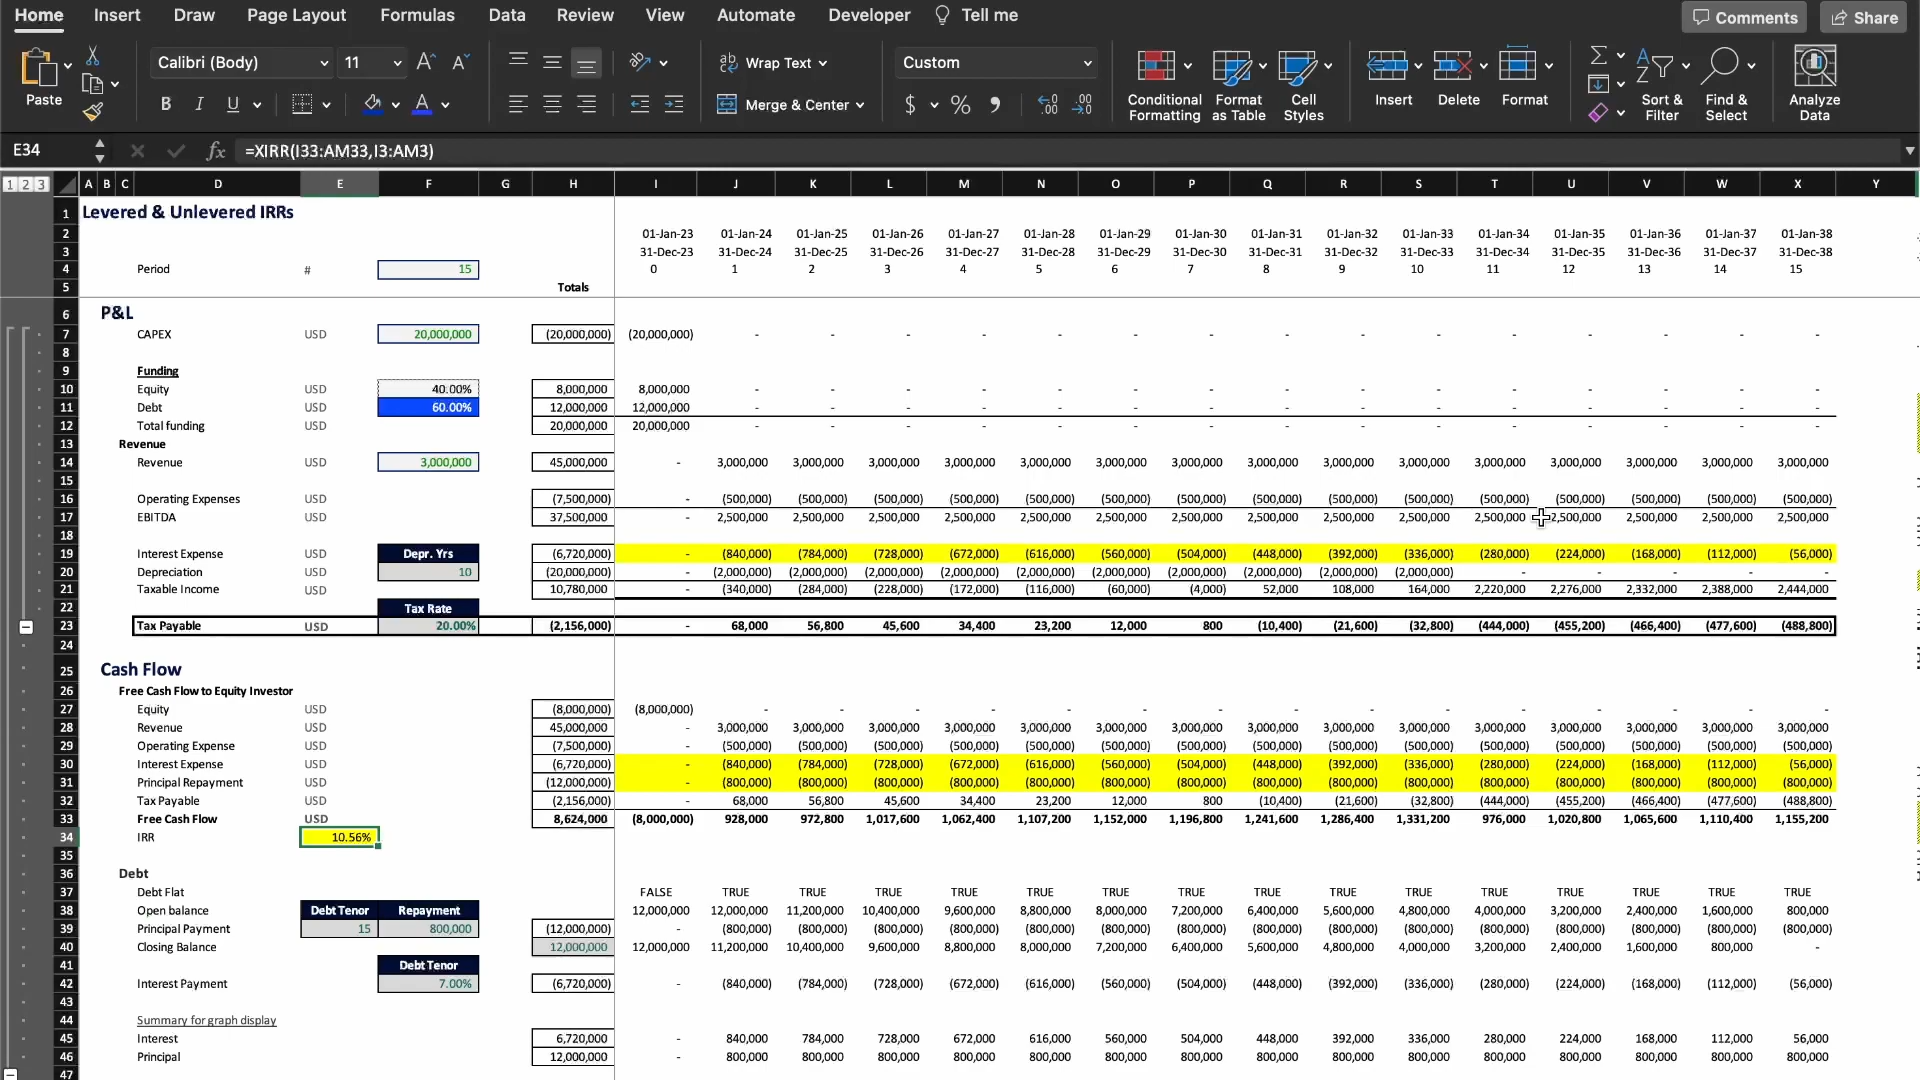 Home Insert Draw Page Layout Formulas Data Review View Automate Developer Tell me Comments Share
Paste Calibri (Body) 11 Wrap Text Custom Conditional Formatting Format as Table Cell Styles Insert Delete Format Sort & Filter Find & Select Analyze Data
B I U Merge & Center $ %
E34 fx =XIRR(I33:AM33,I3:AM3)
1 2 3 A B C D E F G H I J K L M N O P Q R S T U V W X Y
1 Levered & Unlevered IRRs
2 01-Jan-23 01-Jan-24 01-Jan-25 01-Jan-26 01-Jan-27 01-Jan-28 01-Jan-29 01-Jan-30 01-Jan-31 01-Jan-32 01-Jan-33 01-Jan-34 01-Jan-35 01-Jan-36 01-Jan-37 01-Jan-38
3 31-Dec-23 31-Dec-24 31-Dec-25 31-Dec-26 31-Dec-27 31-Dec-28 31-Dec-29 31-Dec-30 31-Dec-31 31-Dec-32 31-Dec-33 31-Dec-34 31-Dec-35 31-Dec-36 31-Dec-37 31-Dec-38
4 Period # 15 0 1 2 3 4 5 6 7 8 9 10 11 12 13 14 15
5 Totals
6 P&L
7 CAPEX USD 20,000,000 (20,000,000) (20,000,000) - - - - - - - - - - - - - - -
8
9 Funding
10 Equity USD 40.00% 8,000,000 8,000,000 - - - - - - - - - - - - - - -
11 Debt USD 60.00% 12,000,000 12,000,000 - - - - - - - - - - - - - - -
12 Total funding USD 20,000,000 20,000,000 - - - - - - - - - - - - - - -
13 Revenue
14 Revenue USD 3,000,000 45,000,000 - 3,000,000 3,000,000 3,000,000 3,000,000 3,000,000 3,000,000 3,000,000 3,000,000 3,000,000 3,000,000 3,000,000 3,000,000 3,000,000 3,000,000 3,000,000
15
16 Operating Expenses USD (7,500,000) - (500,000) (500,000) (500,000) (500,000) (500,000) (500,000) (500,000) (500,000) (500,000) (500,000) (500,000) (500,000) (500,000) (500,000) (500,000)
17 EBITDA USD 37,500,000 - 2,500,000 2,500,000 2,500,000 2,500,000 2,500,000 2,500,000 2,500,000 2,500,000 2,500,000 2,500,000 2,500,000 2,500,000 2,500,000 2,500,000 2,500,000
18
19 Interest Expense USD Depr. Yrs (6,720,000) - (840,000) (784,000) (728,000) (672,000) (616,000) (560,000) (504,000) (448,000) (392,000) (336,000) (280,000) (224,000) (168,000) (112,000) (56,000)
20 Depreciation USD 10 (20,000,000) - (2,000,000) (2,000,000) (2,000,000) (2,000,000) (2,000,000) (2,000,000) (2,000,000) (2,000,000) (2,000,000) (2,000,000) - - - - -
21 Taxable Income USD 10,780,000 - (340,000) (284,000) (228,000) (172,000) (116,000) (60,000) (4,000) 52,000 108,000 164,000 2,220,000 2,276,000 2,332,000 2,388,000 2,444,000
22 Tax Rate
23 Tax Payable USD 20.00% (2,156,000) - 68,000 56,800 45,600 34,400 23,200 12,000 800 (10,400) (21,600) (32,800) (444,000) (455,200) (466,400) (477,600) (488,800)
24
25 Cash Flow
26 Free Cash Flow to Equity Investor
27 Equity USD (8,000,000) (8,000,000) - - - - - - - - - - - - - - -
28 Revenue USD 45,000,000 - 3,000,000 3,000,000 3,000,000 3,000,000 3,000,000 3,000,000 3,000,000 3,000,000 3,000,000 3,000,000 3,000,000 3,000,000 3,000,000 3,000,000 3,000,000
29 Operating Expense USD (7,500,000) - (500,000) (500,000) (500,000) (500,000) (500,000) (500,000) (500,000) (500,000) (500,000) (500,000) (500,000) (500,000) (500,000) (500,000) (500,000)
30 Interest Expense USD (6,720,000) - (840,000) (784,000) (728,000) (672,000) (616,000) (560,000) (504,000) (448,000) (392,000) (336,000) (280,000) (224,000) (168,000) (112,000) (56,000)
31 Principal Repayment USD (12,000,000) - (800,000) (800,000) (800,000) (800,000) (800,000) (800,000) (800,000) (800,000) (800,000) (800,000) (800,000) (800,000) (800,000) (800,000) (800,000)
32 Tax Payable USD (2,156,000) - 68,000 56,800 45,600 34,400 23,200 12,000 800 (10,400) (21,600) (32,800) (444,000) (455,200) (466,400) (477,600) (488,800)
33 Free Cash Flow USD 8,624,000 (8,000,000) 928,000 972,800 1,017,600 1,062,400 1,107,200 1,152,000 1,196,800 1,241,600 1,286,400 1,331,200 976,000 1,020,800 1,065,600 1,110,400 1,155,200
34 IRR 10.56%
35
36 Debt
37 Debt Flat FALSE TRUE TRUE TRUE TRUE TRUE TRUE TRUE TRUE TRUE TRUE TRUE TRUE TRUE TRUE TRUE
38 Open balance Debt Tenor Repayment 12,000,000 12,000,000 11,200,000 10,400,000 9,600,000 8,800,000 8,000,000 7,200,000 6,400,000 5,600,000 4,800,000 4,000,000 3,200,000 2,400,000 1,600,000 800,000
39 Principal Payment 15 800,000 (12,000,000) - (800,000) (800,000) (800,000) (800,000) (800,000) (800,000) (800,000) (800,000) (800,000) (800,000) (800,000) (800,000) (800,000) (800,000) (800,000)
40 Closing Balance 12,000,000 12,000,000 11,200,000 10,400,000 9,600,000 8,800,000 8,000,000 7,200,000 6,400,000 5,600,000 4,800,000 4,000,000 3,200,000 2,400,000 1,600,000 800,000 -
41 Debt Tenor
42 Interest Payment 7.00% (6,720,000) - (840,000) (784,000) (728,000) (672,000) (616,000) (560,000) (504,000) (448,000) (392,000) (336,000) (280,000) (224,000) (168,000) (112,000) (56,000)
43
44 Summary for graph display
45 Interest 6,720,000 - 840,000 784,000 728,000 672,000 616,000 560,000 504,000 448,000 392,000 336,000 280,000 224,000 168,000 112,000 56,000
46 Principal 12,000,000 - 800,000 800,000 800,000 800,000 800,000 800,000 800,000 800,000 800,000 800,000 800,000 800,000 800,000 800,000 800,000
47